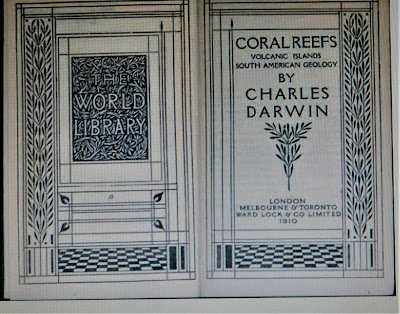 THE
WORLD
LIBRARY
CORAL REEFS
VOLCANIC ISLANDS
SOUTH AMERICAN GEOLOGY
BY
CHARLES
DARWIN
LONDON
MELBOURNE & TORONTO
WARD LOCK & CO LIMITED
1910